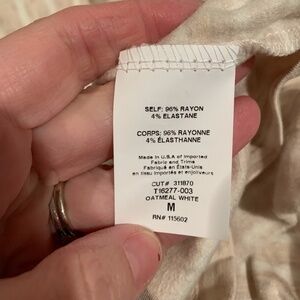 SELF: 96% RAYON
4% ELASTANE
CORPS: 96% RAYONNE
4% ÉLASTHANNE
Made in U.S.A of Imported
Fabric and Trims
Fabriqué en États-Unis
en tissu importés et enjoliveurs
CUT# 311870
T16277-003
OATMEAL WHITE
M
RN# 115602